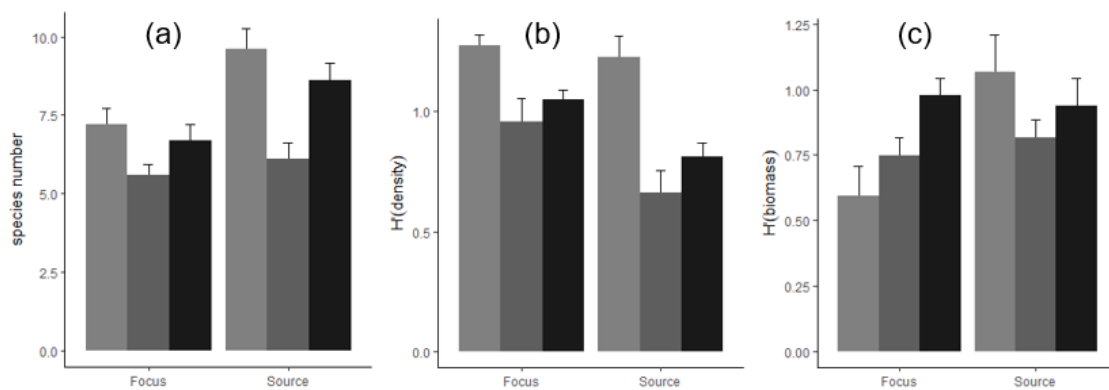 (a)
species number
10.0
7.5
5.0
2.5
0.0
Focus
Source
(b)
H'(density)
1.0
0.5
0.0
Focus
Source
(c)
H'(biomass)
1.25
1.00
0.75
0.50
0.25
0.00
Focus
Source